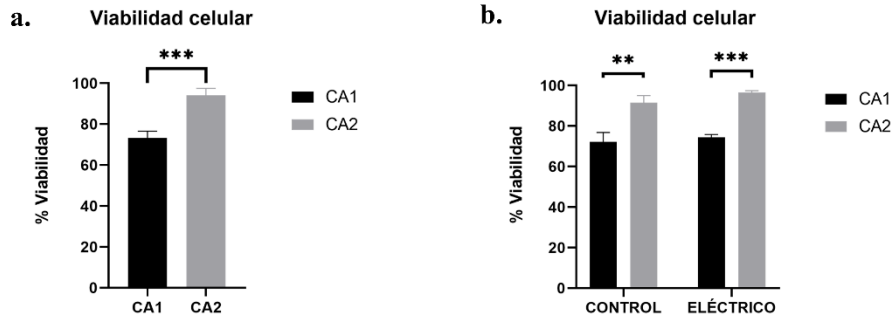 a.
Viabilidad celular
***
% Viabilidad
100
80
60
40
20
0
CA1
CA2
CA1
CA2
b.
Viabilidad celular
**
***
% Viabilidad
100
80
60
40
20
0
CONTROL
ELÉCTRICO
CA1
CA2